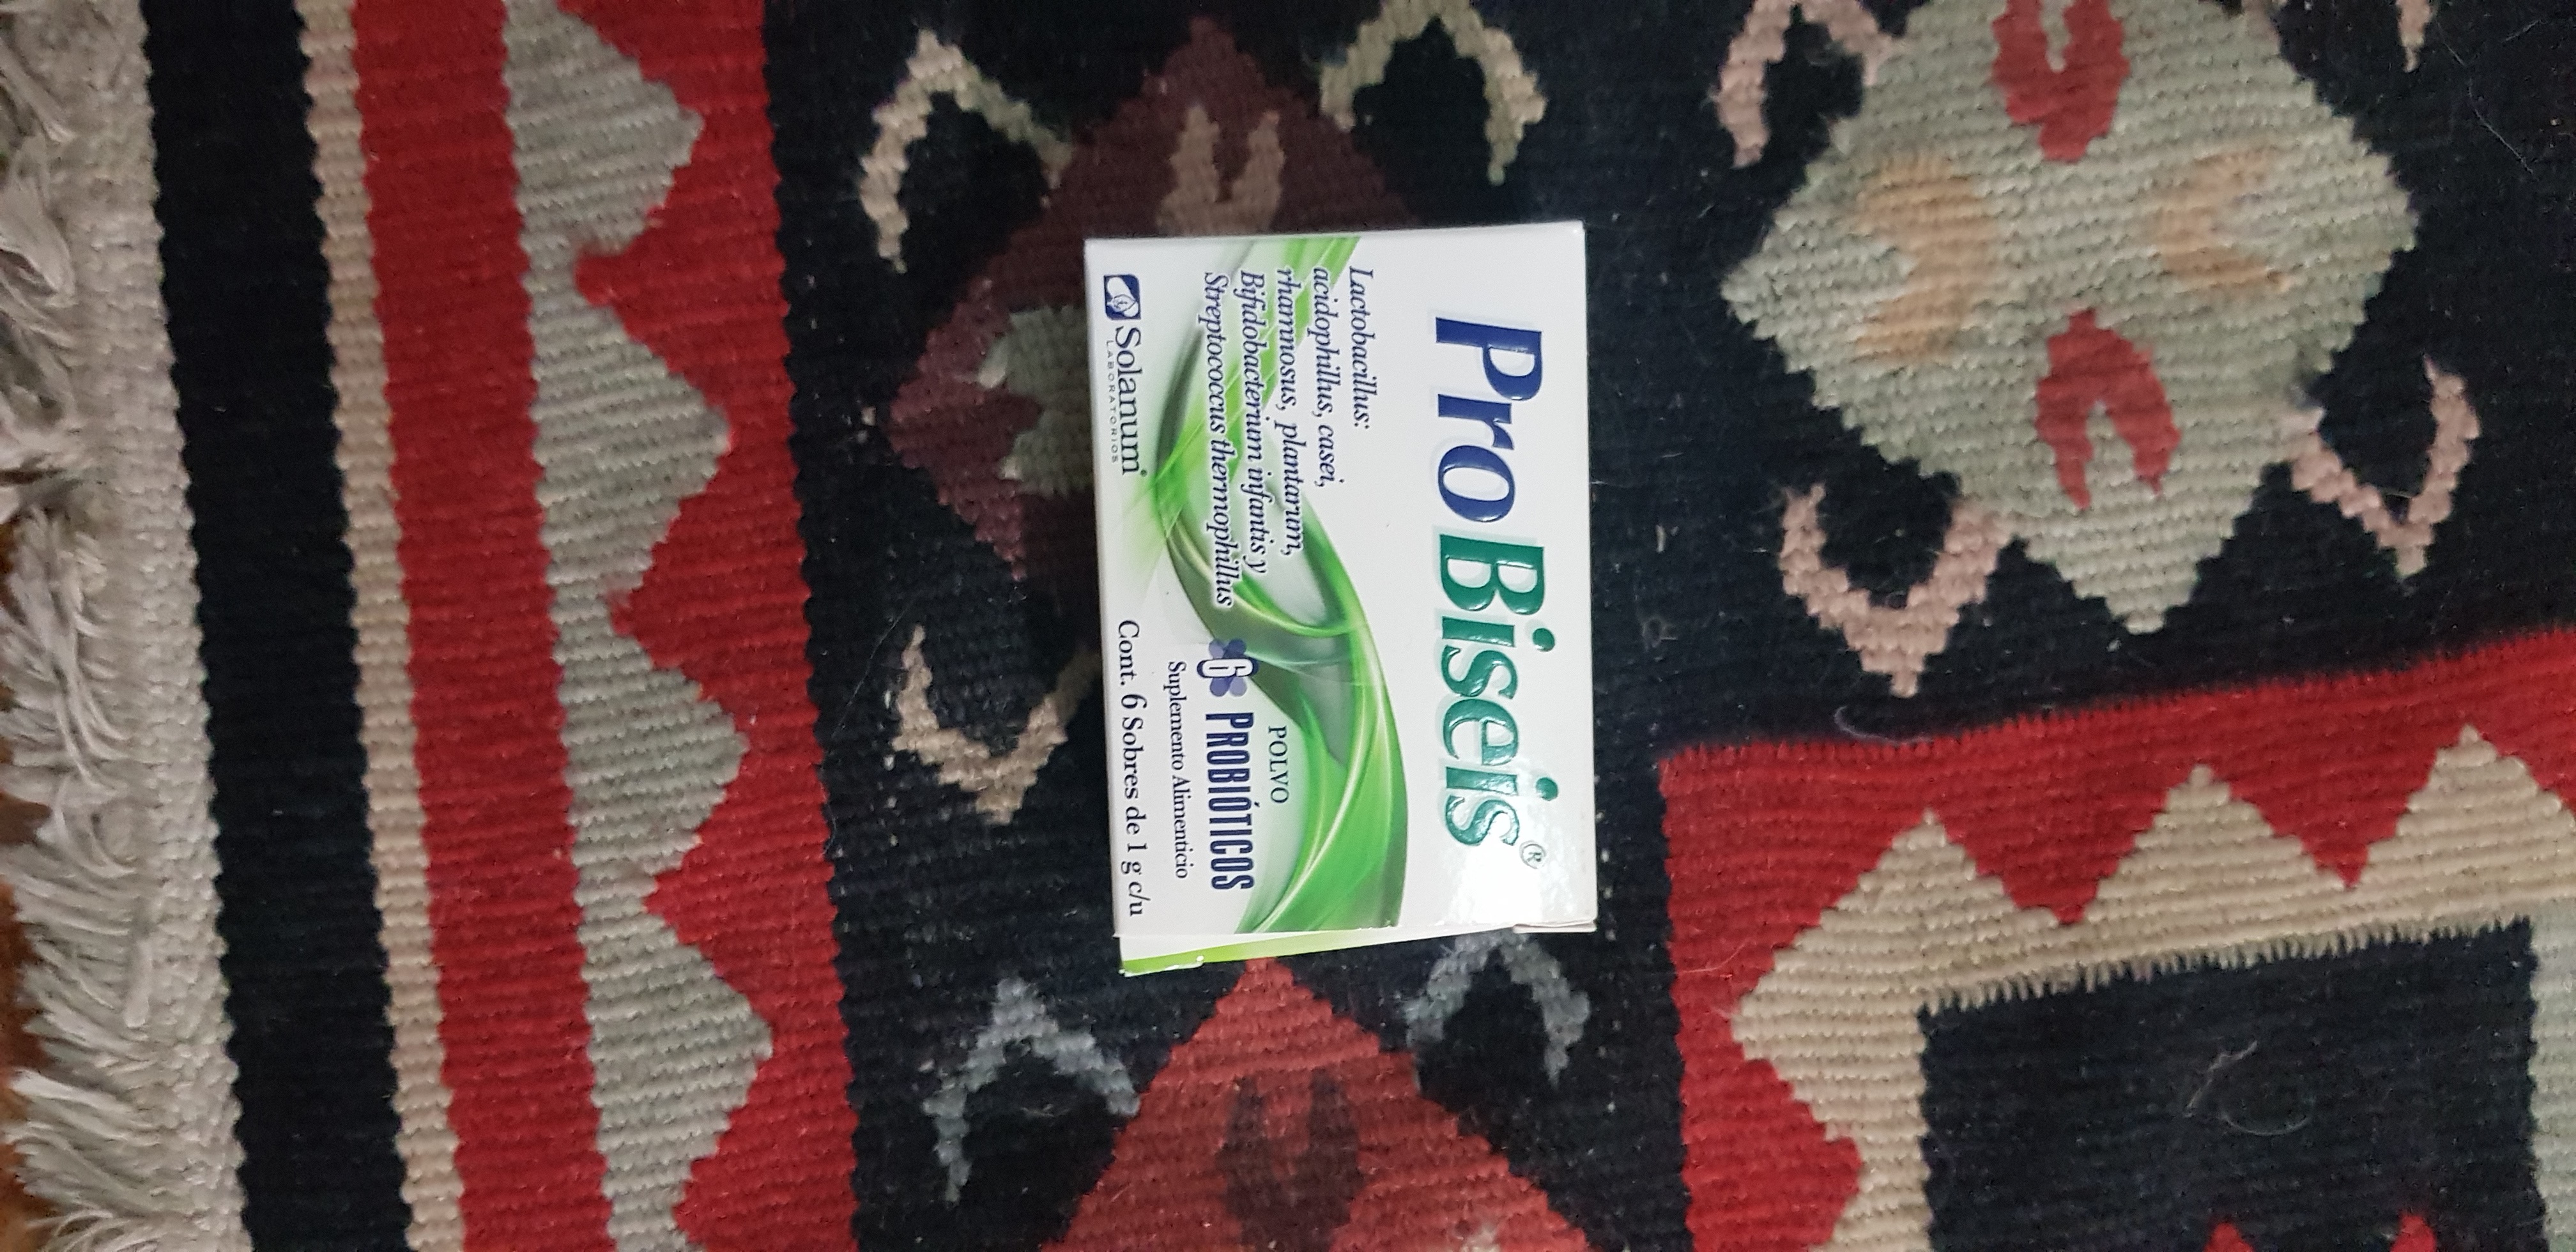 ProBiseis®
Lactobacillus:
acidophillus, casei,
rhamnosus, plantarum,
Bifidobacterium infantis y
Streptococcus thermophillus
POLVO
6 PROBIÓTICOS
Suplemento Alimenticio
Solanum
LABORATORIOS
Cont. 6 Sobres de 1 g c/u